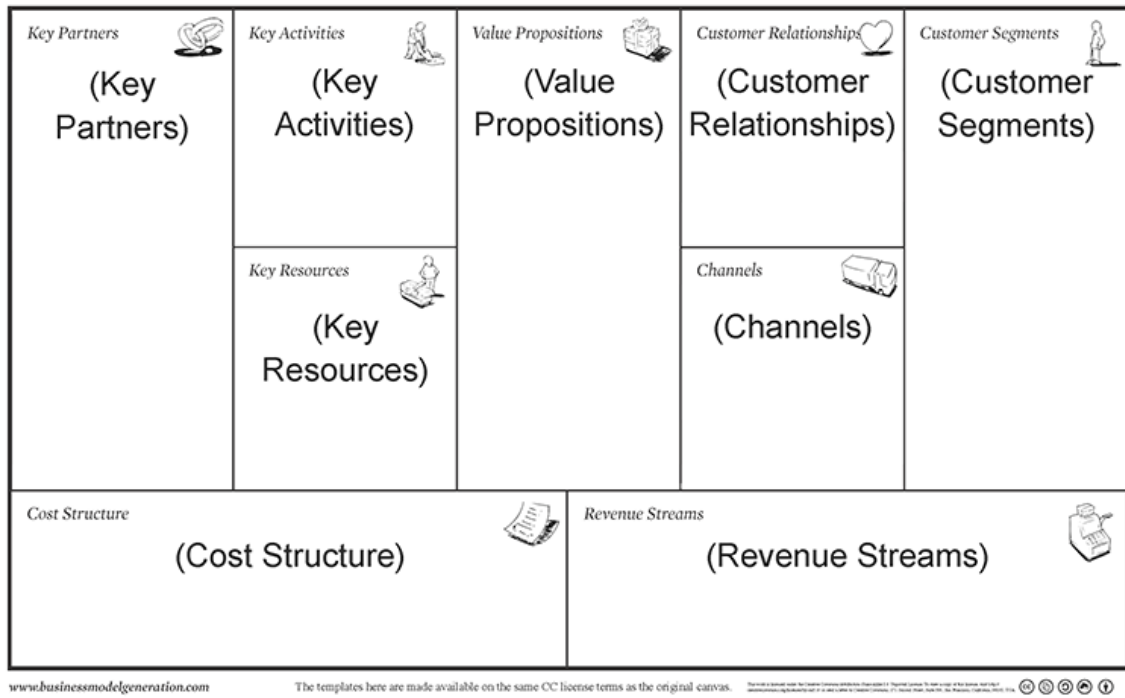 Key Partners
(Key
Partners)
Key Activities
(Key
Activities)
Key Resources
(Key
Resources)
Value Propositions
(Value
Propositions)
Customer Relationships
(Customer
Relationships)
Channels
(Channels)
Customer Segments
(Customer
Segments)
Cost Structure
(Cost Structure)
Revenue Streams
(Revenue Streams)
www.businessmodelgeneration.com
The templates here are made available on the same CC license terms as the original canvas.